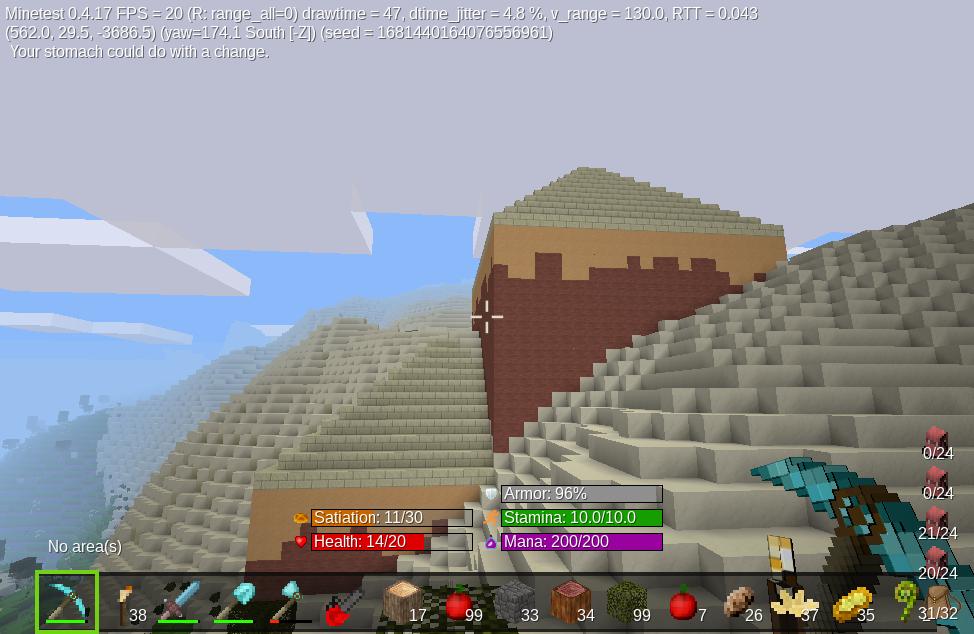 Minetest 0.4.17 FPS = 20 (R: range_all=0) drawtime = 47, dtime_jitter = 4.8 %, v_range = 130.0, RTT = 0.043
(562.0, 29.5, -3686.5) (yaw=174.1 South [-Z]) (seed = 1681440164076556961)
Your stomach could do with a change.
0/24
0/24
21/24
20/24
Armor: 96%
Satiation: 11/30
Stamina: 10.0/10.0
Health: 14/20
Mana: 200/200
No area(s)
38
17
99
33
34
99
7
26
37
35
31/32